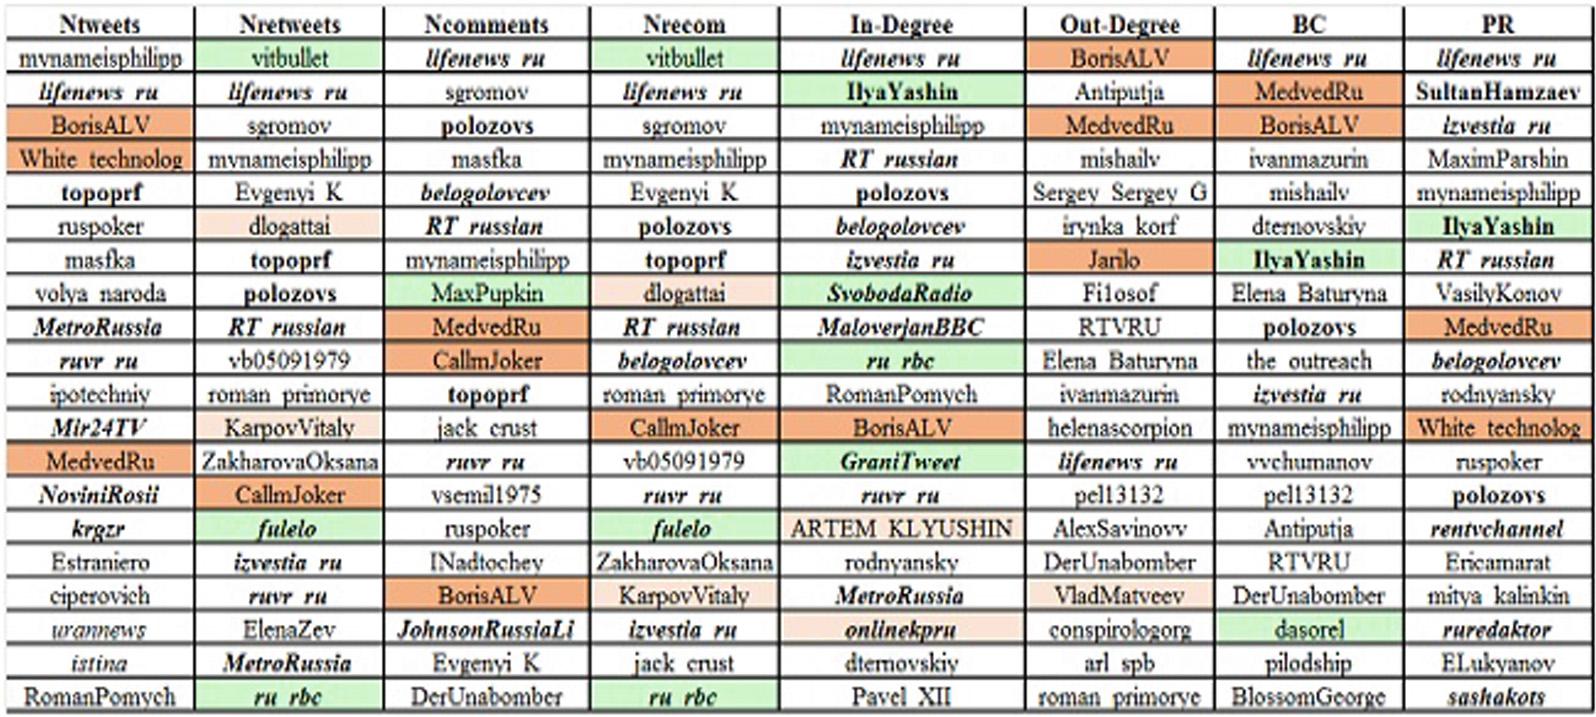 Ntweets Nretweets Ncomments Nrecom In-Degree Out-Degree BC PR
mynameisphilipp vitbullet lifenews ru vitbullet lifenews ru BorisALV lifenews ru lifenews ru
lifenews ru lifenews ru sgromov lifenews ru IlyaYashin Antiputja MedvedRu SultanHamzaev
BorisALV sgromov polozovs sgromov mynameisphilipp MedvedRu BorisALV izvestia ru
White technolog mynameisphilipp masfka mynameisphilipp RT russian mishailv ivanmazurin MaximParshin
topoprf Evgenyi K belogolovcev Evgenyi K polozovs Sergey Sergey G mishailv mynameisphilipp
ruspoker dlogattai RT russian polozovs belogolovcev irynka korf dternovskiy IlyaYashin
masfka topoprf mynameisphilipp topoprf izvestia ru Jarilo IlyaYashin RT russian
volya naroda polozovs MaxPupkin dlogattai SvobodaRadio Fi1osof Elena Baturyna VasilyKonov
MetroRussia RT russian MedvedRu RT russian MaloverjanBBC RTVRU polozovs MedvedRu
ruvr ru vb05091979 CallmJoker belogolovcev ru rbc Elena Baturyna the outreach belogolovcev
ipotechniy roman primorye topoprf roman primorye RomanPomych ivanmazurin izvestia ru rodnyansky
Mir24TV KarpovVitaly jack crust CallmJoker BorisALV helenascorpion mynameisphilipp White technolog
MedvedRu ZakharovaOksana ruvr ru vb05091979 GraniTweet lifenews ru vvchumanov ruspoker
NoviniRosii CallmJoker vsemil1975 ruvr ru ruvr ru pel13132 pel13132 polozovs
krgzr fulelo ruspoker fulelo ARTEM KLYUSHIN AlexSavinovv Antiputja rentvchannel
Estraniero izvestia ru INadtochey ZakharovaOksana rodnyansky DerUnabomber RTVRU Ericamarat
ciperovich ruvr ru BorisALV KarpovVitaly MetroRussia VladMatveev DerUnabomber mitya kalinkin
urannews ElenaZev JohnsonRussiaLi izvestia ru onlinekpru conspirologorg dasorel ruredaktor
istina MetroRussia Evgenyi K jack crust dternovskiy arl spb pilodship ELukyanov
RomanPomych ru rbc DerUnabomber ru rbc Pavel XII roman primorye BlossomGeorge sashakots